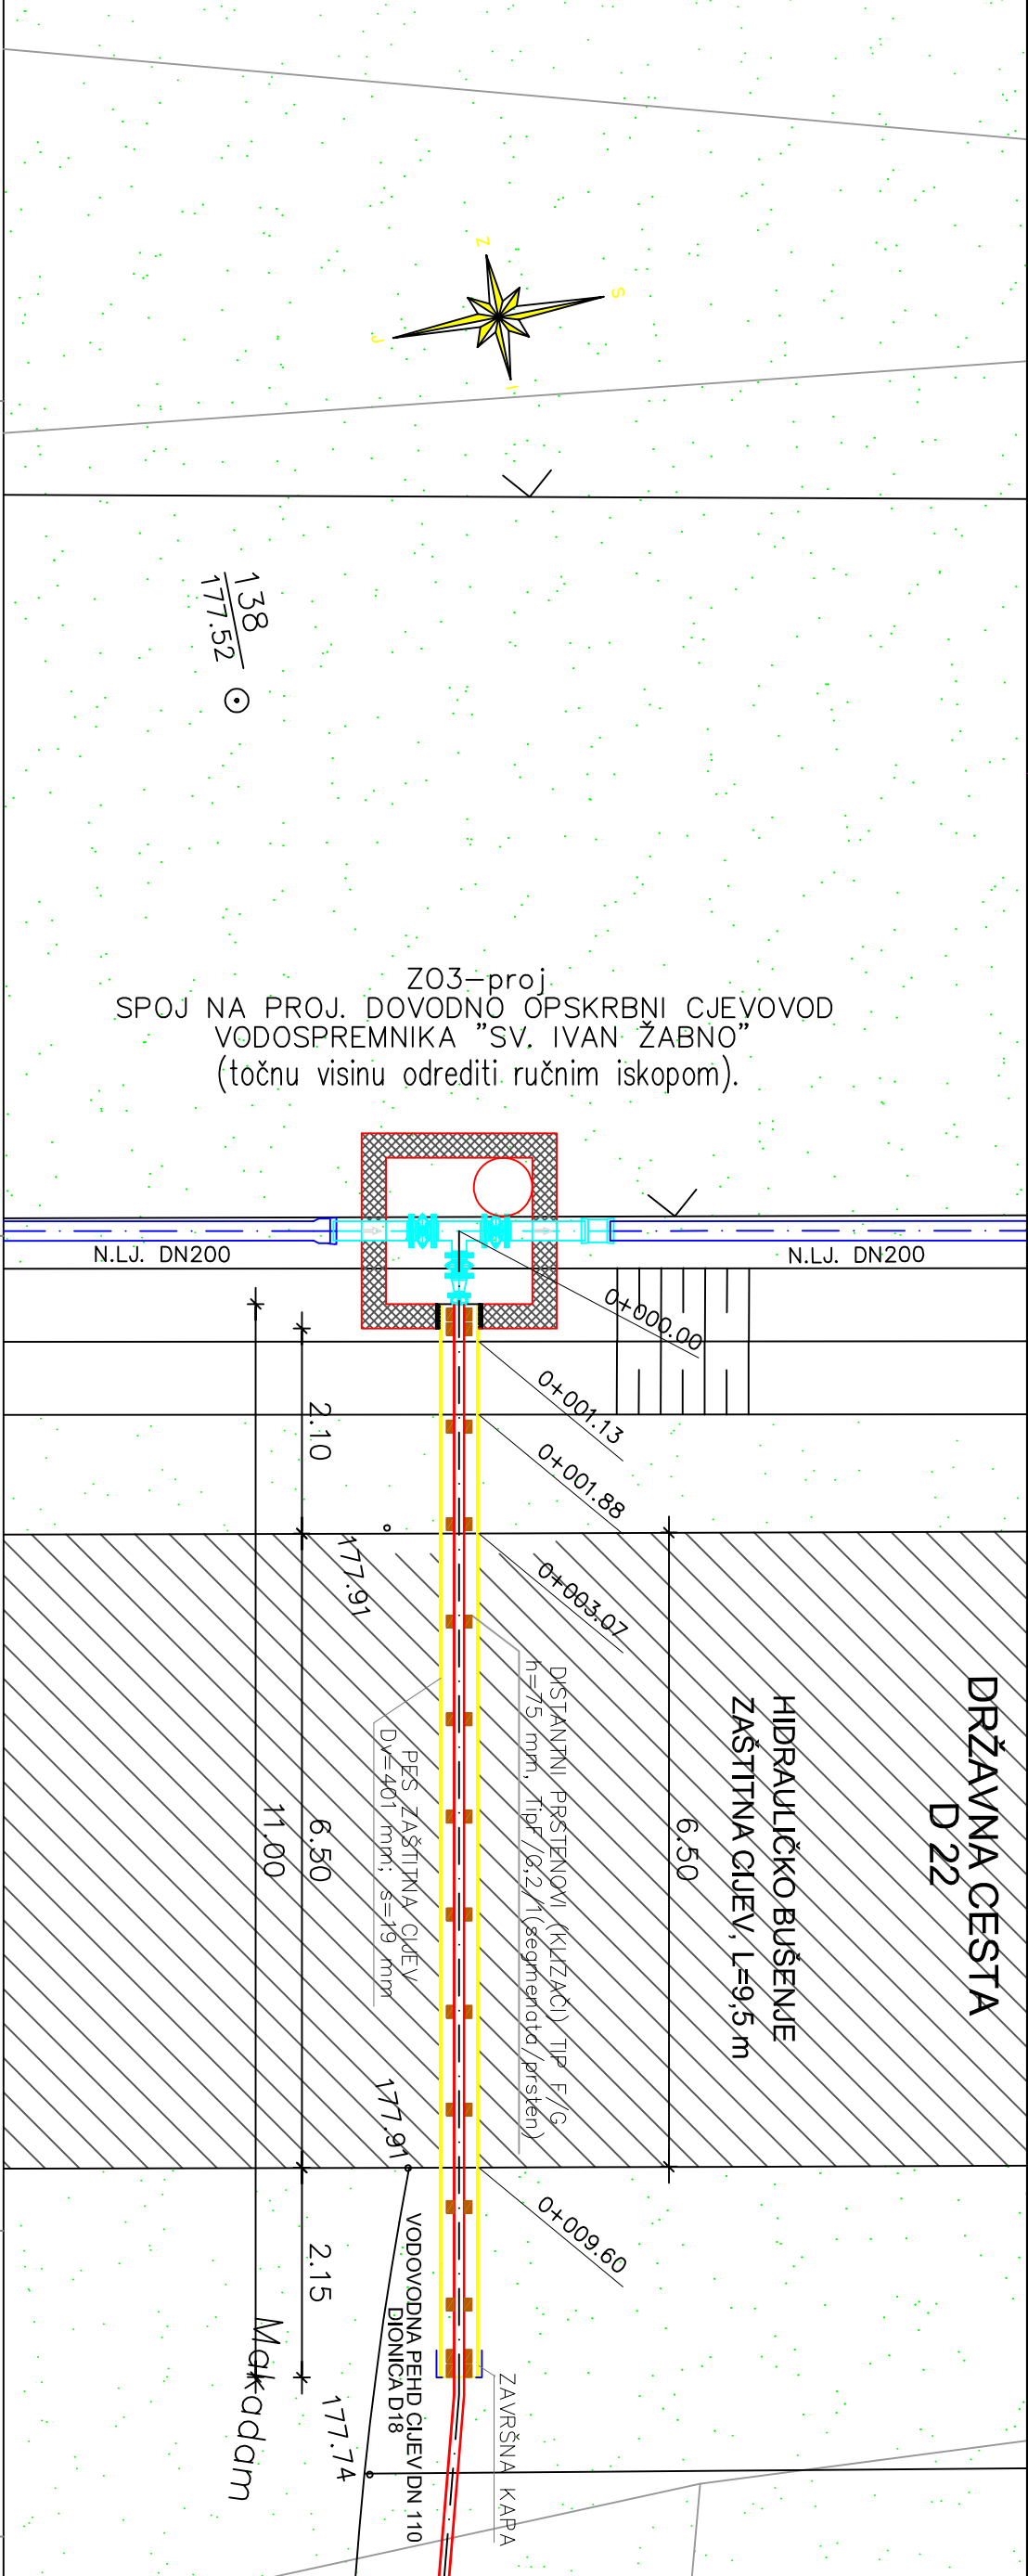 Z
S
J
I
138
177.52
ZO3-proj
SPOJ NA PROJ. DOVODNO OPSKRBNI CJEVOVOD
VODOSPREMNIKA "SV. IVAN ŽABNO"
(točnu visinu odrediti ručnim iskopom).
N.LJ. DN200
N.LJ. DN200
0+000.00
0+001.13
0+001.88
0+003.07
2.10
177.91
DRŽAVNA CESTA
D 22
HIDRAULIČKO BUŠENJE
ZAŠTITNA CIJEV, L=9,5 m
6.50
DISTANTNI PRSTENOVI (KLIZAČI) TIP F/G
h=75 mm, TipF/G;2/1(segmenata/prsten)
PES ZAŠTITNA CIJEV
Dv=401 mm; s=19 mm
6.50
11.00
177.91
0+009.60
2.15
VODOVODNA PEHD CIJEV DN 110
DIONICA D18
ZAVRŠNA KAPA
Makadam
177.74